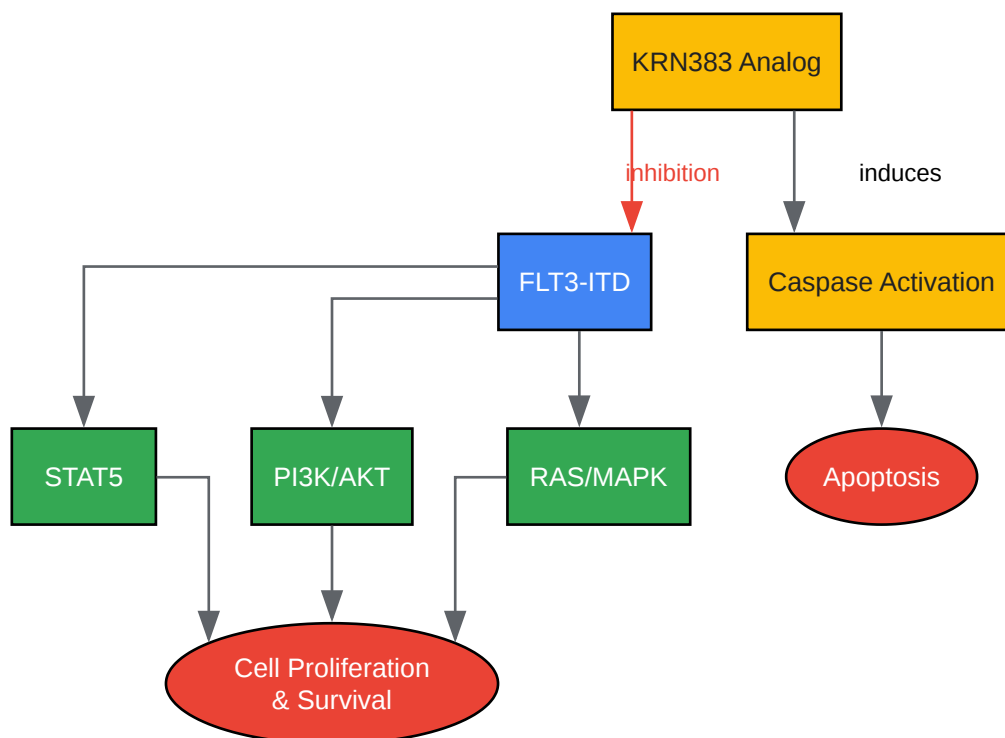 KRN383 Analog
inhibition
induces
FLT3-ITD
Caspase Activation
STAT5
PI3K/AKT
RAS/MAPK
Apoptosis
Cell Proliferation
& Survival